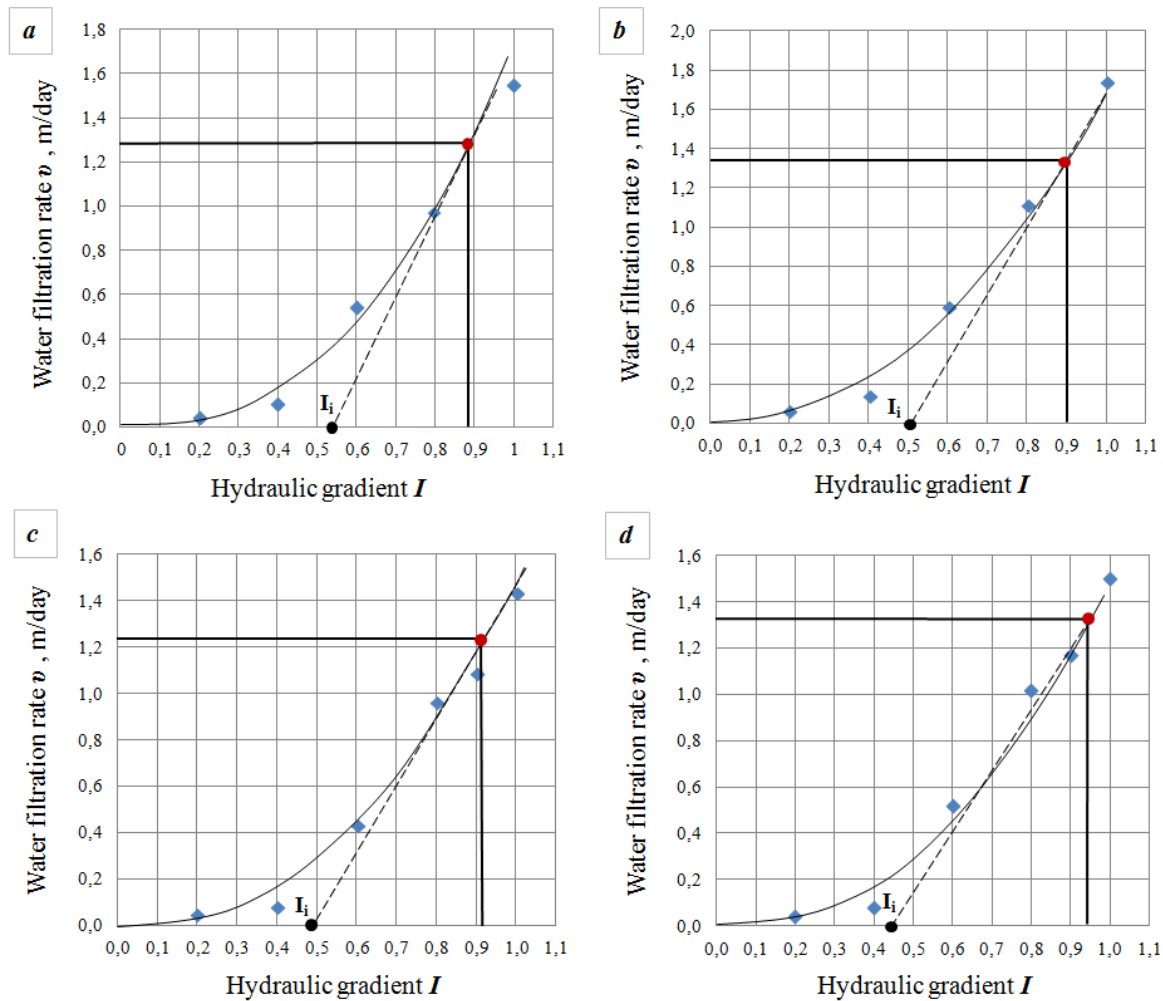 a
1,8
1,6
1,4
1,2
1,0
0,8
0,6
0,4
0,2
0,0
Water filtration rate v , m/day
Ii
0 0,1 0,2 0,3 0,4 0,5 0,6 0,7 0,8 0,9 1 1,1
Hydraulic gradient I
b
2,0
1,8
1,6
1,4
1,2
1,0
0,8
0,6
0,4
0,2
0,0
Water filtration rate v , m/day
Ii
0,0 0,1 0,2 0,3 0,4 0,5 0,6 0,7 0,8 0,9 1,0 1,1
Hydraulic gradient I
c
1,6
1,4
1,2
1,0
0,8
0,6
0,4
0,2
0,0
Water filtration rate v , m/day
Ii
0,0 0,1 0,2 0,3 0,4 0,5 0,6 0,7 0,8 0,9 1,0 1,1
Hydraulic gradient I
d
1,6
1,4
1,2
1,0
0,8
0,6
0,4
0,2
0,0
Water filtration rate v , m/day
Ii
0,0 0,1 0,2 0,3 0,4 0,5 0,6 0,7 0,8 0,9 1,0 1,1
Hydraulic gradient I